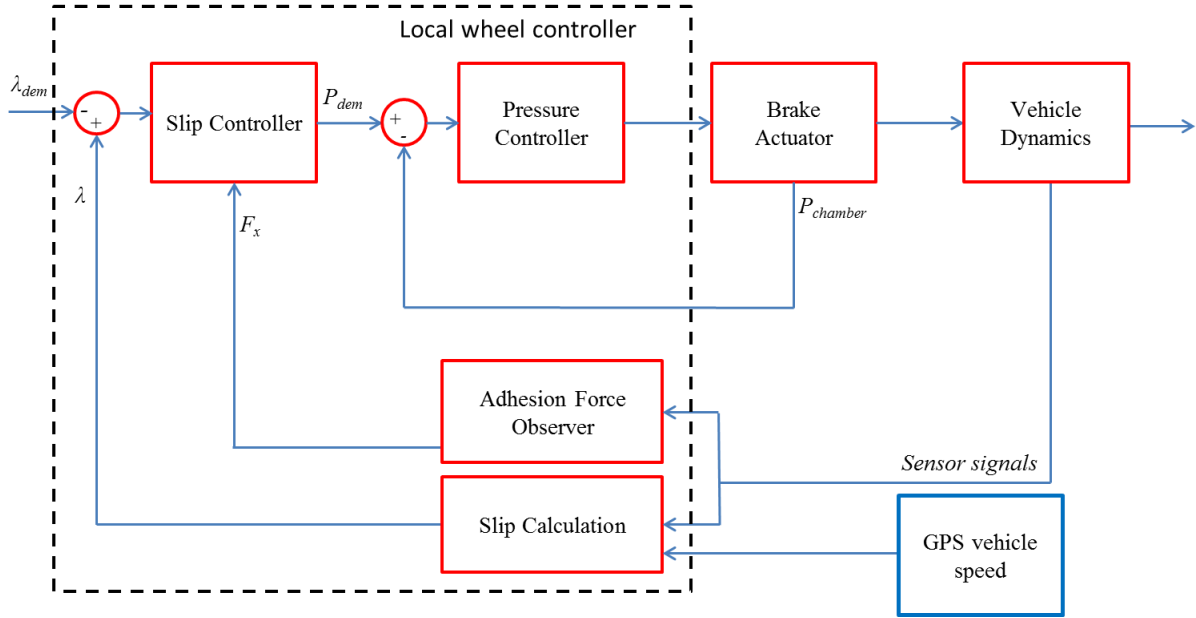 Local wheel controller
λdem
-
+
Slip Controller
Pdem
+
-
Pressure
Controller
Brake
Actuator
Vehicle
Dynamics
λ
Fx
Pchamber
Adhesion Force
Observer
Sensor signals
Slip Calculation
GPS vehicle
speed